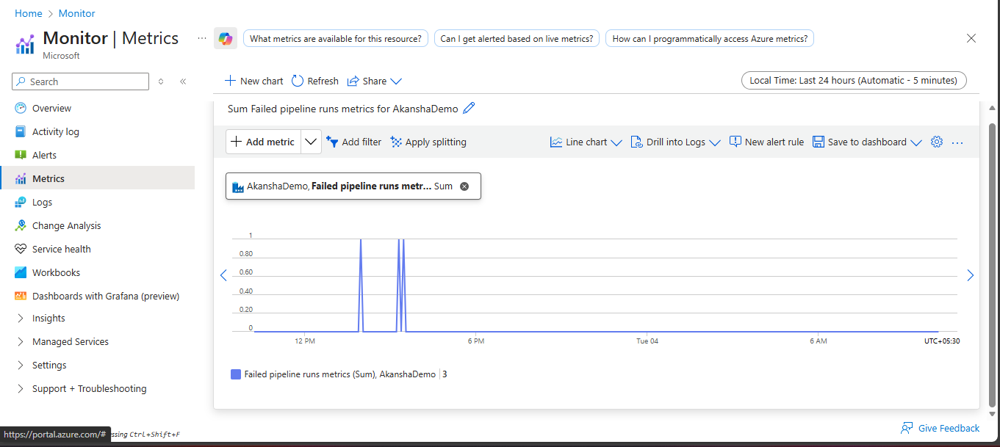 Home > Monitor
Monitor | Metrics
Microsoft
...
What metrics are available for this resource?
Can I get alerted based on live metrics?
How can I programmatically access Azure metrics?
Search
Overview
Activity log
Alerts
Metrics
Logs
Change Analysis
Service health
Workbooks
Dashboards with Grafana (preview)
Insights
Managed Services
Settings
Support + Troubleshooting
New chart
Refresh
Share
Local Time: Last 24 hours (Automatic - 5 minutes)
Sum Failed pipeline runs metrics for AkanshaDemo
Add metric
Add filter
Apply splitting
Line chart
Drill into Logs
New alert rule
Save to dashboard
...
AkanshaDemo, Failed pipeline runs metr... Sum
1
0.80
0.60
0.40
0.20
0
12 PM
6 PM
Tue 04
6 AM
UTC+05:30
Failed pipeline runs metrics (Sum), AkanshaDemo | 3
Give Feedback
https://portal.azure.com/#
Ctrl+Shift+F